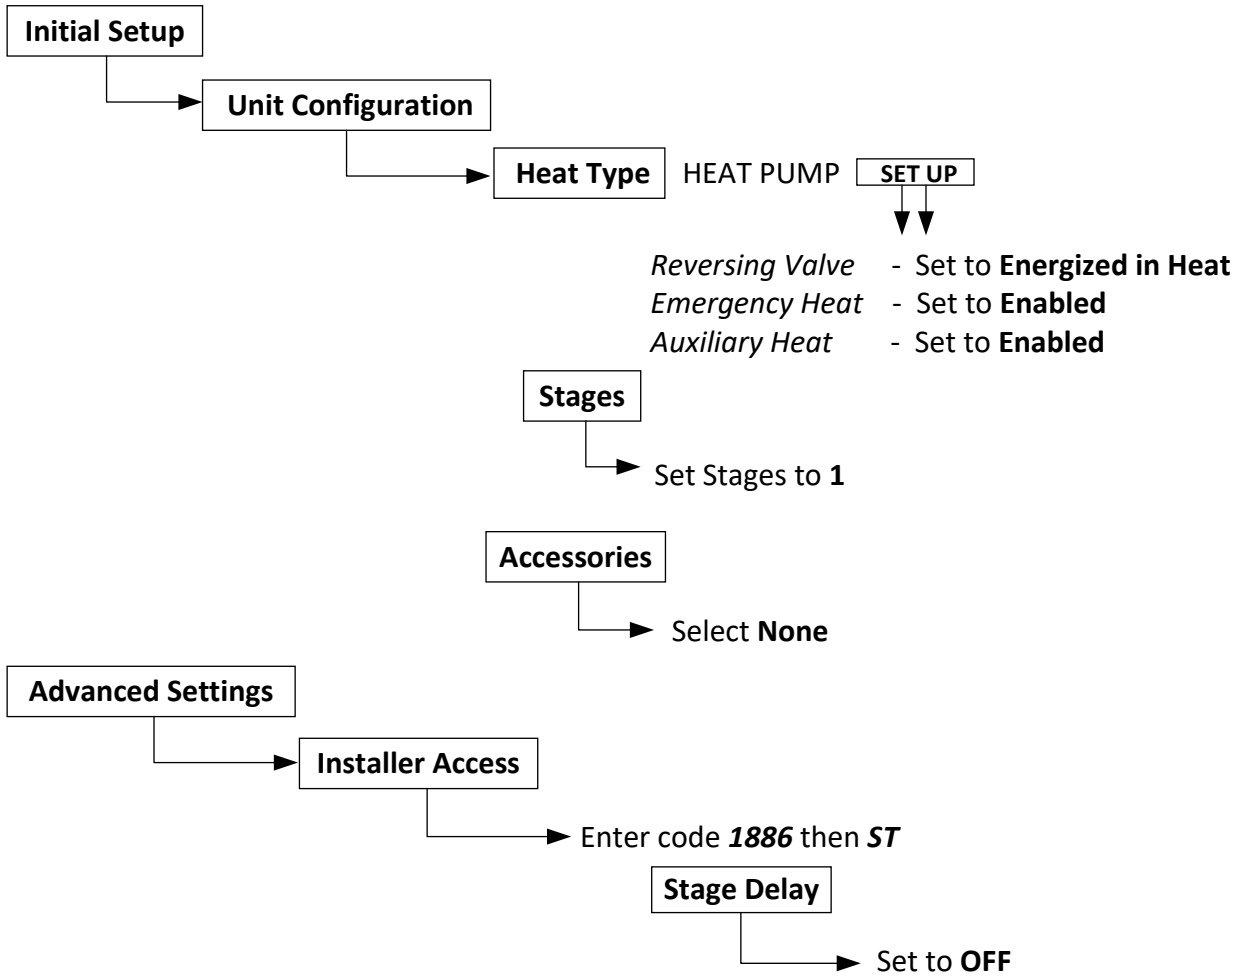 Initial Setup
Unit Configuration
Heat Type HEAT PUMP SET UP
Reversing Valve - Set to Energized in Heat
Emergency Heat - Set to Enabled
Auxiliary Heat - Set to Enabled
Stages
Set Stages to 1
Accessories
Select None
Advanced Settings
Installer Access
Enter code 1886 then ST
Stage Delay
Set to OFF